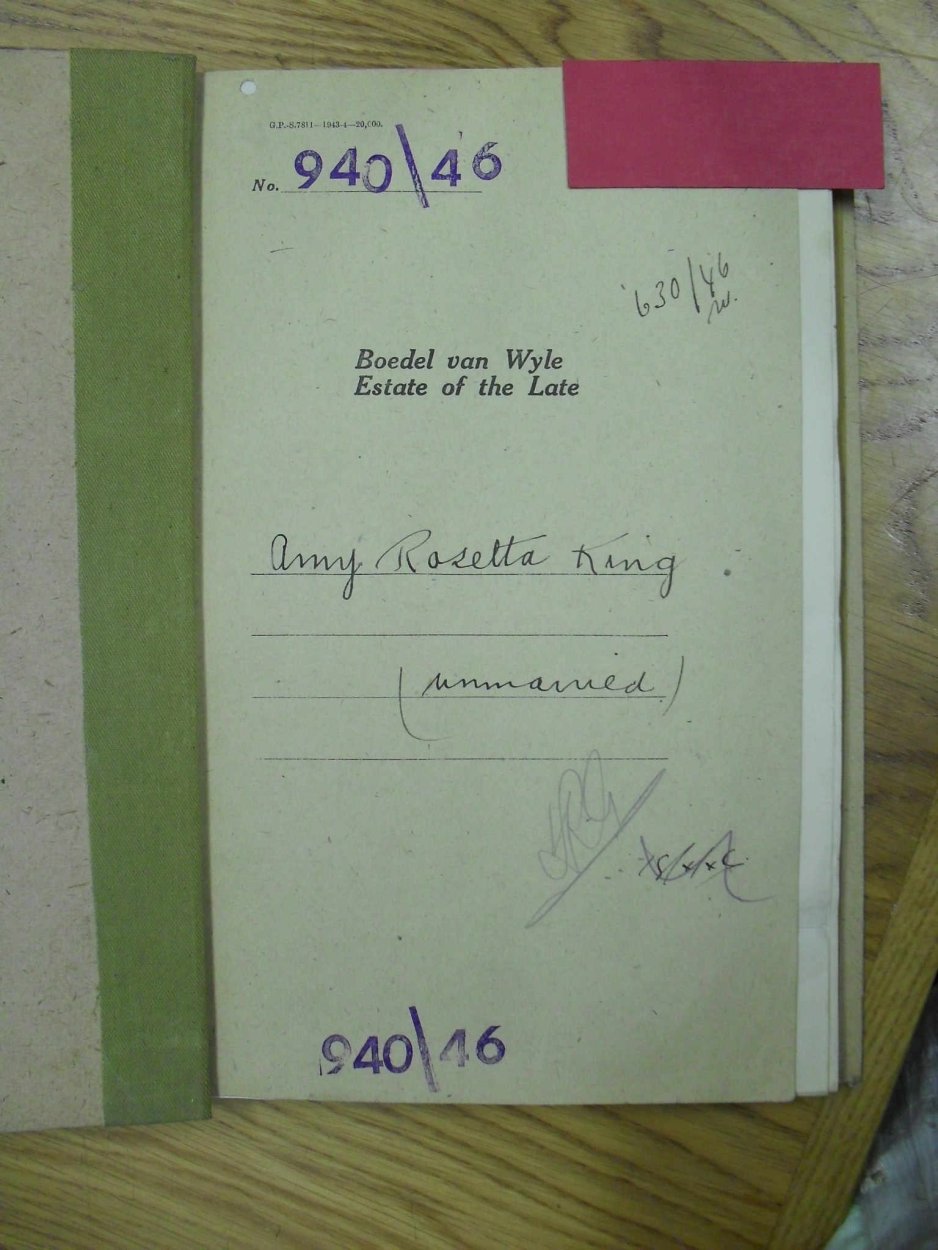 G.P.-S.7811—1943-4—20,000.
No. 940/46
630/46
w.
Boedel van Wyle
Estate of the Late
Amy Rosetta King
(unmarried)
940/46